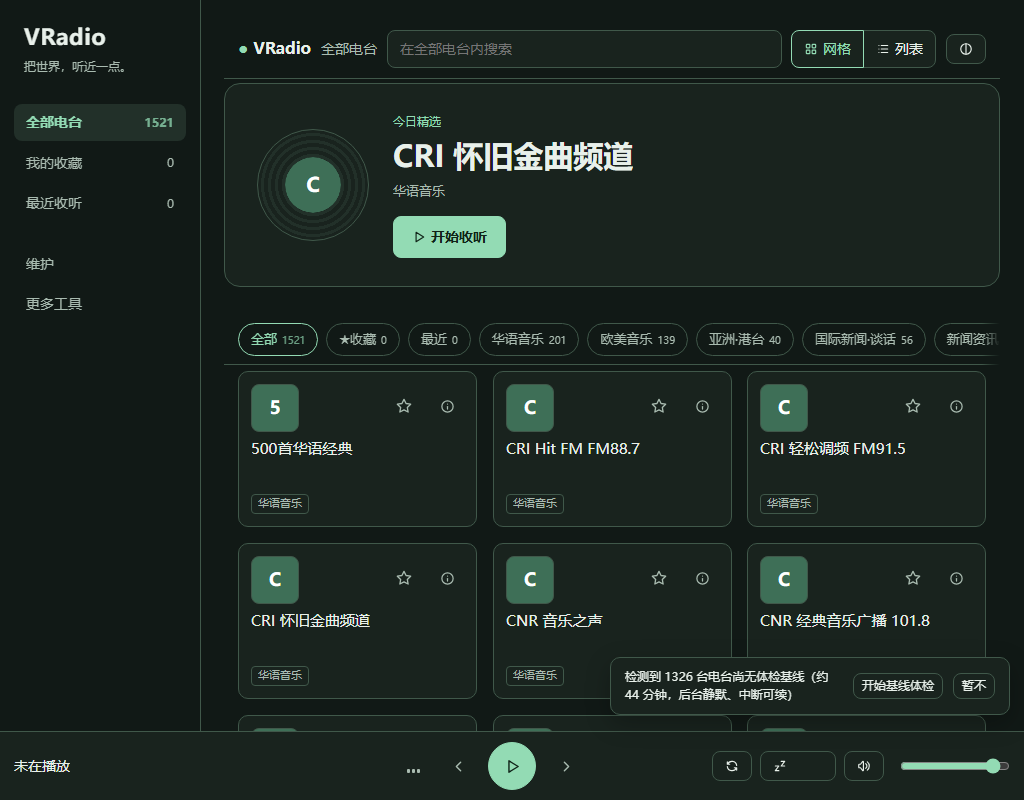 VRadio
把世界，听近一点。
全部电台 1521
我的收藏 0
最近收听 0
维护
更多工具
VRadio 全部电台 在全部电台内搜索 网格 列表
今日精选
C
CRI 怀旧金曲频道
华语音乐
开始收听
全部 1521 ★收藏 0 最近 0 华语音乐 201 欧美音乐 139 亚洲·港台 40 国际新闻·谈话 56 新闻资讯
5 C C
500首华语经典 CRI Hit FM FM88.7 CRI 轻松调频 FM91.5
华语音乐 华语音乐 华语音乐
C C C
CRI 怀旧金曲频道 CNR 音乐之声 CNR 经典音乐广播 101.8
华语音乐 华语音乐
检测到 1326 台电台尚无体检基线（约
44 分钟，后台静默、中断可续）
开始基线体检 暂不
未在播放 ... zZ